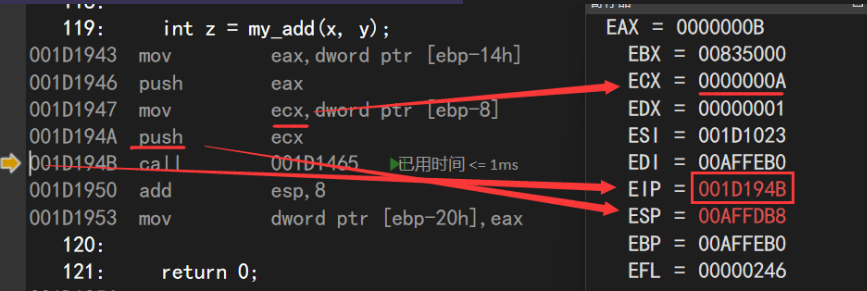 119: int z = my_add(x, y);
001D1943 mov eax,dword ptr [ebp-14h]
001D1946 push eax
001D1947 mov ecx,dword ptr [ebp-8]
001D194A push ecx
001D194B call 001D1465 已用时间 <= 1ms
001D1950 add esp,8
001D1953 mov dword ptr [ebp-20h],eax
120:
121: return 0;
EAX = 0000000B
EBX = 00835000
ECX = 0000000A
EDX = 00000001
ESI = 001D1023
EDI = 00AFFEB0
EIP = 001D194B
ESP = 00AFFDB8
EBP = 00AFFEB0
EFL = 00000246